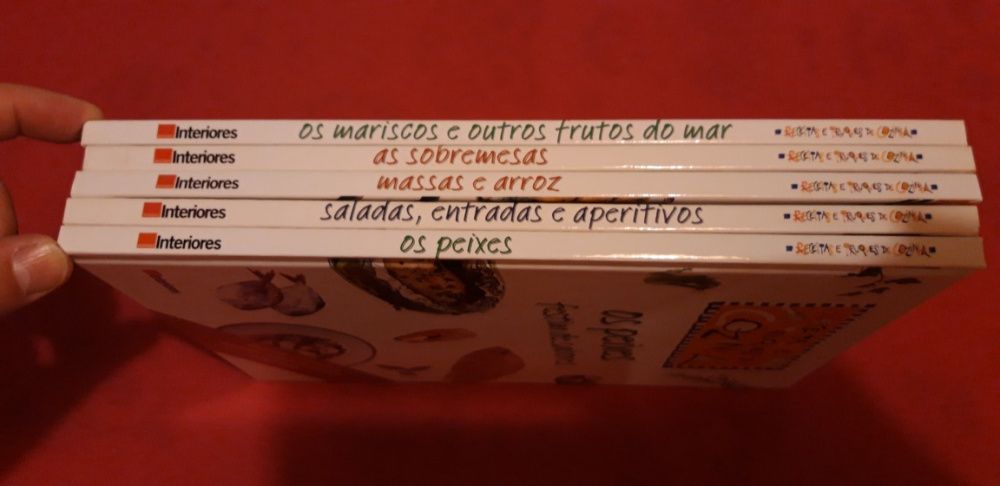 Interiores os mariscos e outros frutos do mar RECEITAS E TRUQUES DE COZINHA
Interiores as sobremesas RECEITAS E TRUQUES DE COZINHA
Interiores massas e arroz RECEITAS E TRUQUES DE COZINHA
Interiores saladas, entradas e aperitivos RECEITAS E TRUQUES DE COZINHA
Interiores os peixes RECEITAS E TRUQUES DE COZINHA
os peixes